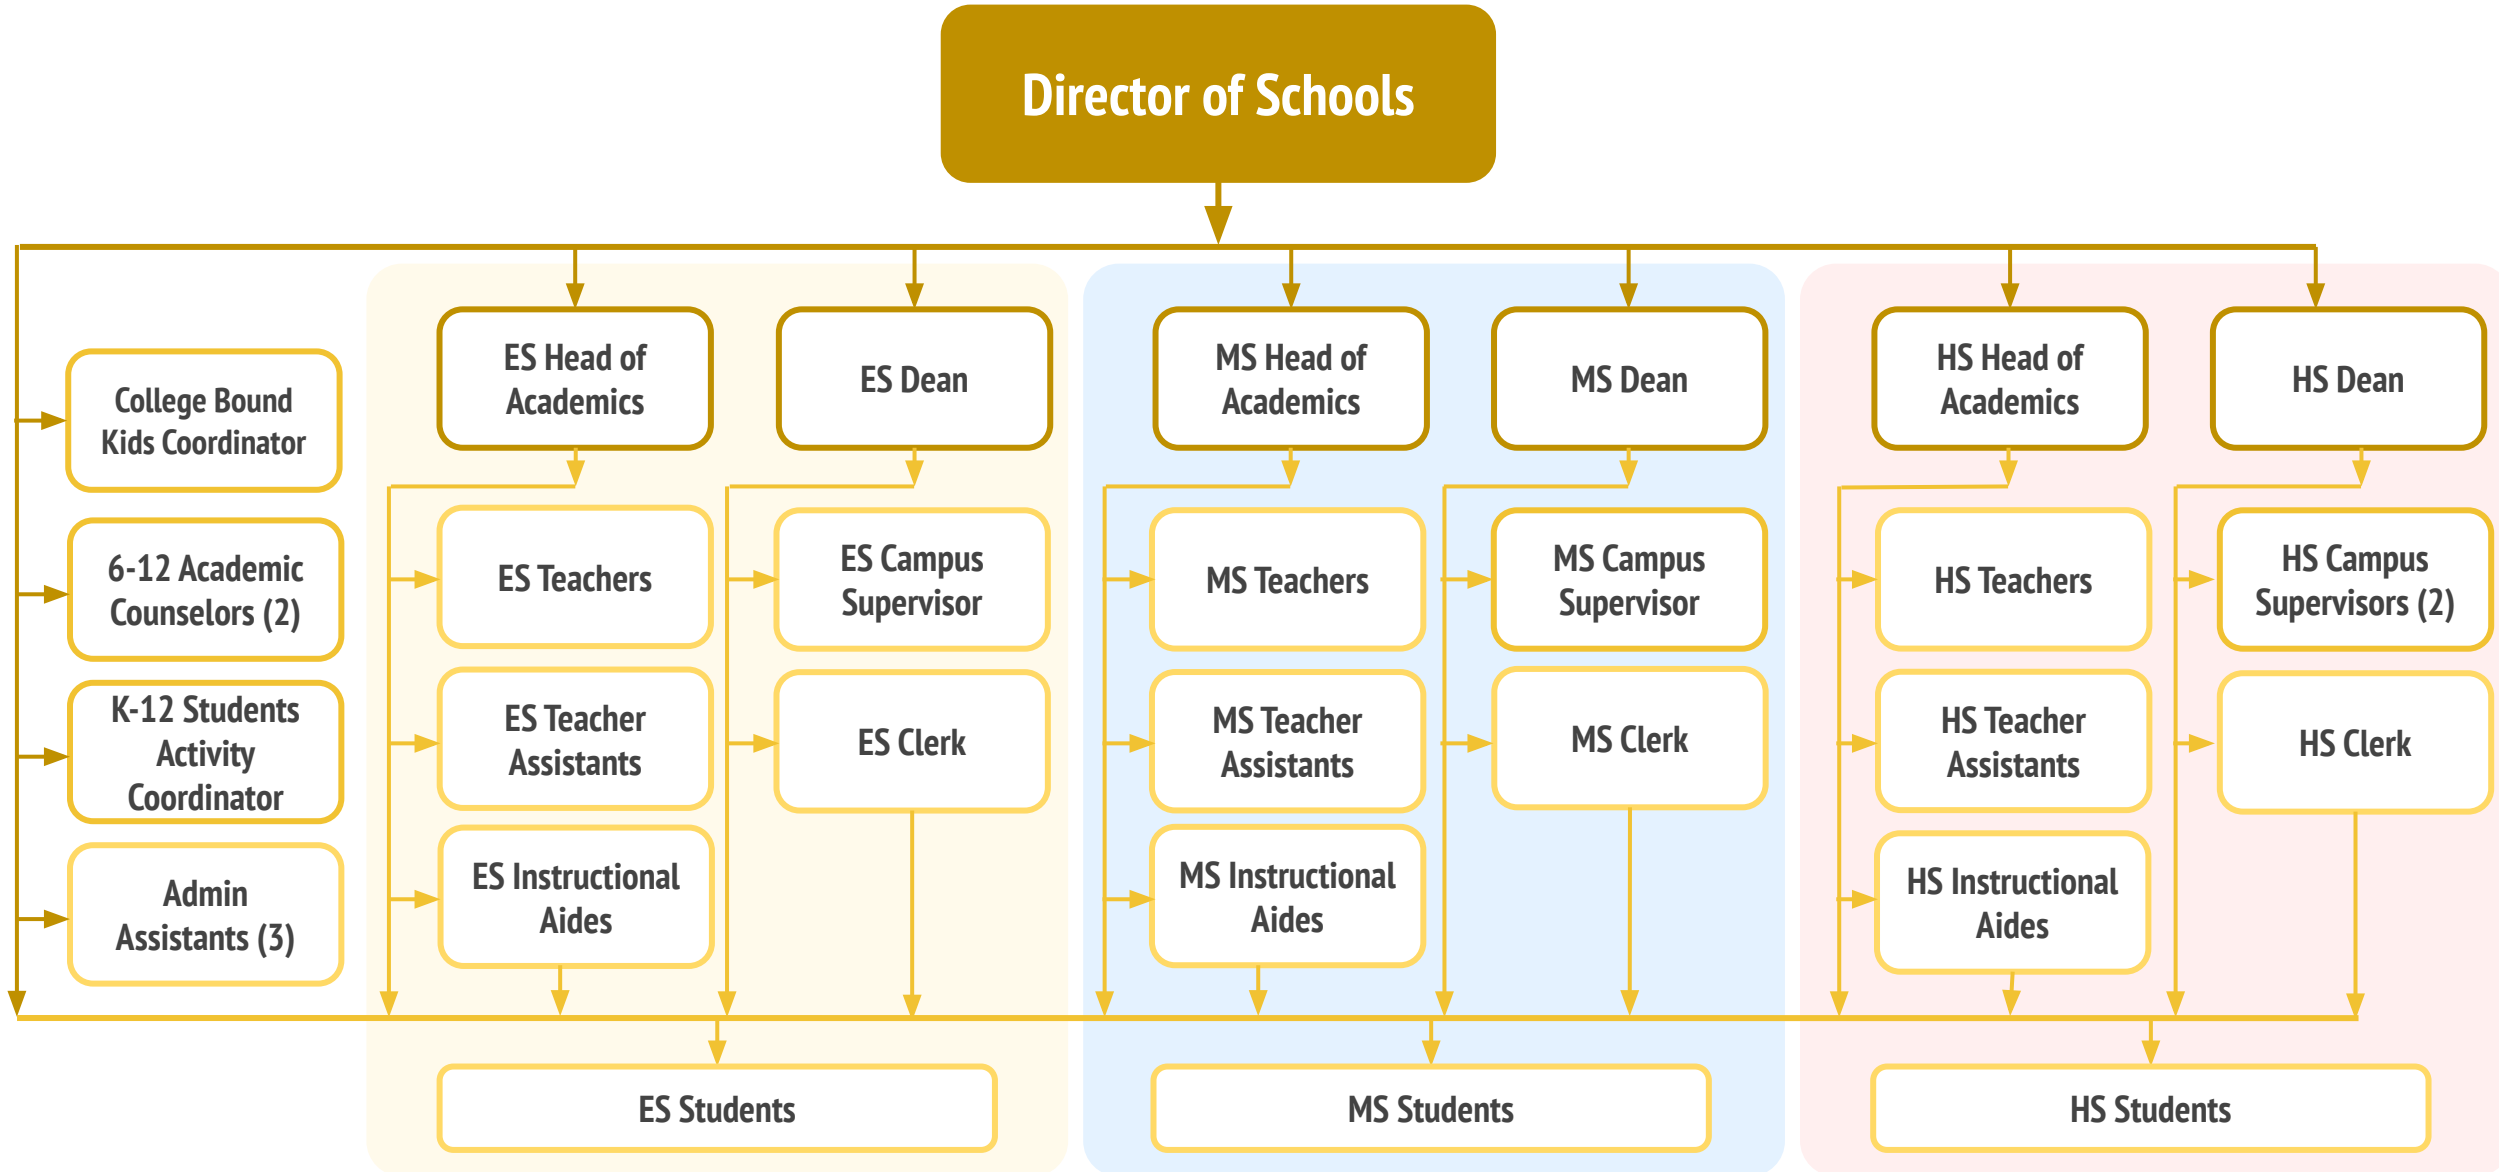 Director of Schools
College Bound
Kids Coordinator
6-12 Academic
Counselors (2)
K-12 Students
Activity
Coordinator
Admin
Assistants (3)
ES Head of
Academics
ES Dean
ES Teachers
ES Campus
Supervisor
ES Teacher
Assistants
ES Clerk
ES Instructional
Aides
ES Students
MS Head of
Academics
MS Dean
MS Teachers
MS Campus
Supervisor
MS Teacher
Assistants
MS Clerk
MS Instructional
Aides
MS Students
HS Head of
Academics
HS Dean
HS Teachers
HS Campus
Supervisors (2)
HS Teacher
Assistants
HS Clerk
HS Instructional
Aides
HS Students